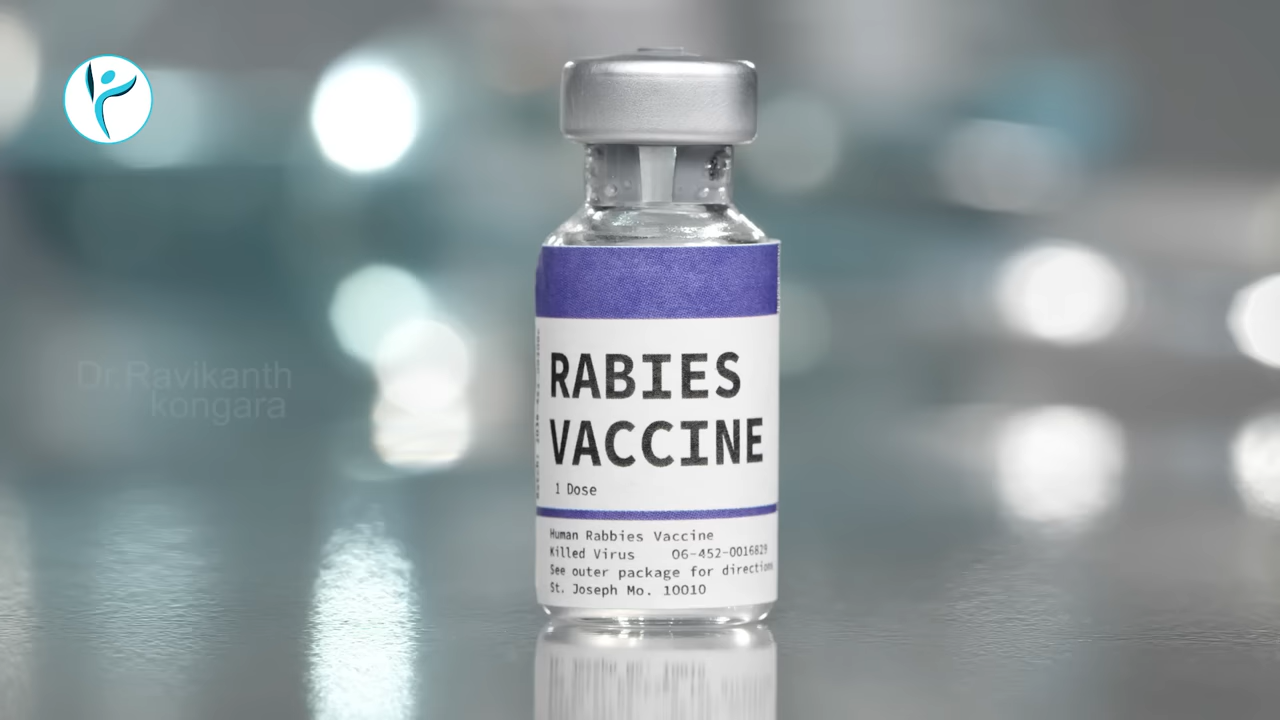 Dr.Ravikanth
kongara
RABIES
VACCINE
1 Dose
Human Rabbies Vaccine
Killed Virus 06-452-0016829
See outer package for direction
St. Joseph Mo. 10010